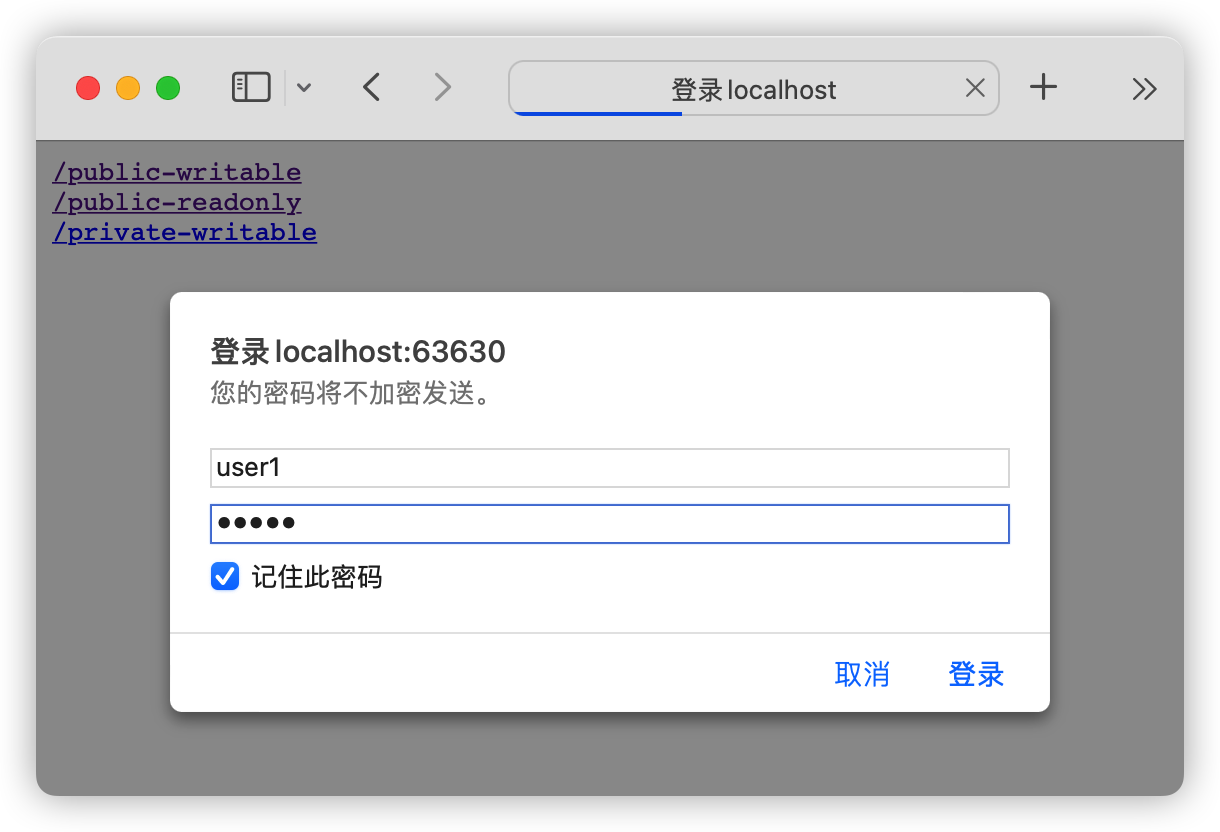 登录 localhost
/public-writable
/public-readonly
/private-writable
登录 localhost:63630
您的密码将不加密发送。
user1
•••••
记住此密码
取消 登录